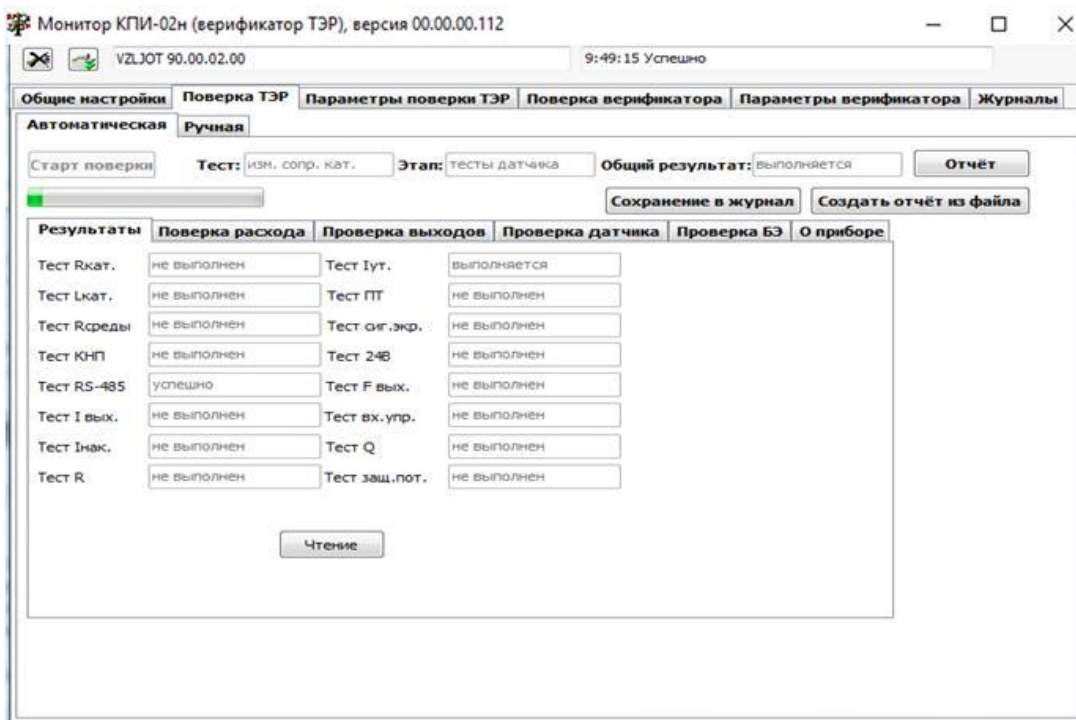 Монитор КПИ-02н (верификатор ТЭР), версия 00.00.00.112
VZLJOT 90.00.02.00 9:49:15 Успешно
Общие настройки Поверка ТЭР Параметры поверки ТЭР Поверка верификатора Параметры верификатора Журналы
Автоматическая Ручная
Старт поверки Тест: изм. сопр. кат. Этап: тесты датчика Общий результат: выполняется Отчёт
Сохранение в журнал Создать отчёт из файла
Результаты Поверка расхода Проверка выходов Проверка датчика Проверка БЭ О приборе
Тест Rкат. не выполнен Тест Iут. выполняется
Тест Lкат. не выполнен Тест ПТ не выполнен
Тест Rсреды не выполнен Тест сиг.экр. не выполнен
Тест КНП не выполнен Тест 24В не выполнен
Тест RS-485 успешно Тест F вых. не выполнен
Тест I вых. не выполнен Тест вх.упр. не выполнен
Тест Iнак. не выполнен Тест Q не выполнен
Тест R не выполнен Тест защ.пот. не выполнен
Чтение